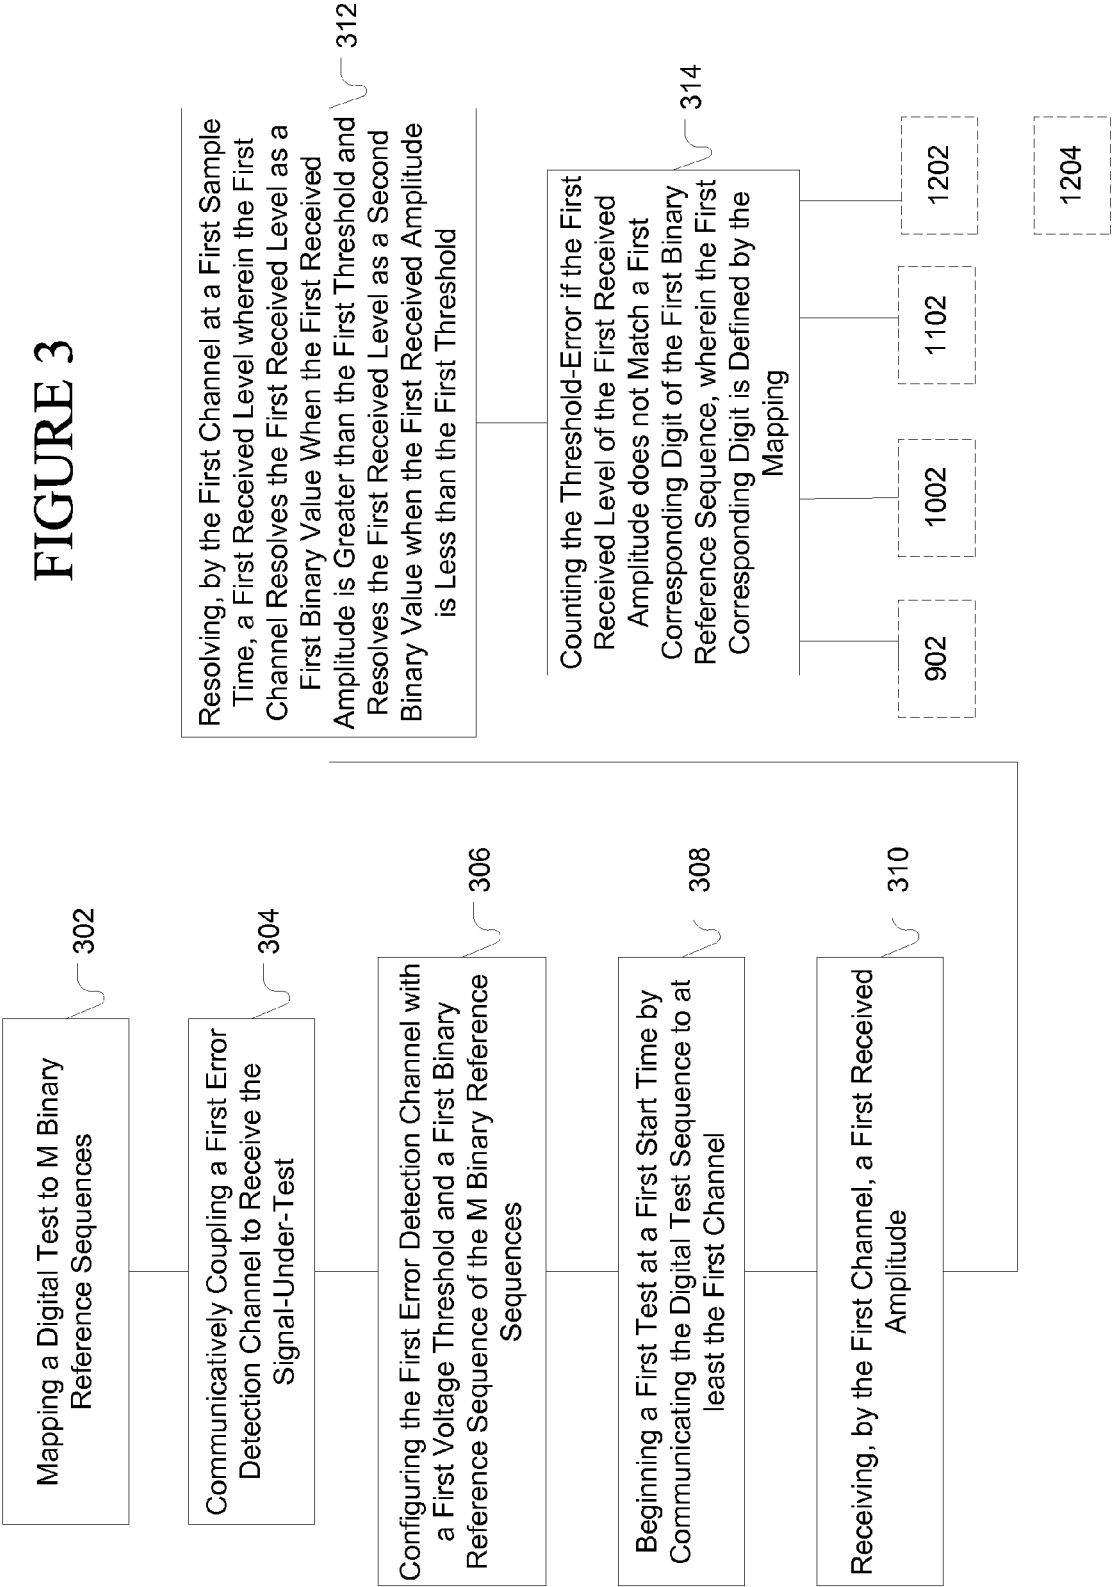 FIGURE 3
Mapping a Digital Test to M Binary
Reference Sequences
302
Communicatively Coupling a First Error
Detection Channel to Receive the
Signal-Under-Test
304
Configuring the First Error Detection Channel with
a First Voltage Threshold and a First Binary
Reference Sequence of the M Binary Reference
Sequences
306
Beginning a First Test at a First Start Time by
Communicating the Digital Test Sequence to at
least the First Channel
308
Receiving, by the First Channel, a First Received
Amplitude
310
Resolving, by the First Channel at a First Sample
Time, a First Received Level wherein the First
Channel Resolves the First Received Level as a
First Binary Value When the First Received
Amplitude is Greater than the First Threshold and
Resolves the First Received Level as a Second
Binary Value when the First Received Amplitude
is Less than the First Threshold
312
Counting the Threshold-Error if the First
Received Level of the First Received
Amplitude does not Match a First
Corresponding Digit of the First Binary
Reference Sequence, wherein the First
Corresponding Digit is Defined by the
Mapping
314
902
1002
1102
1202
1204